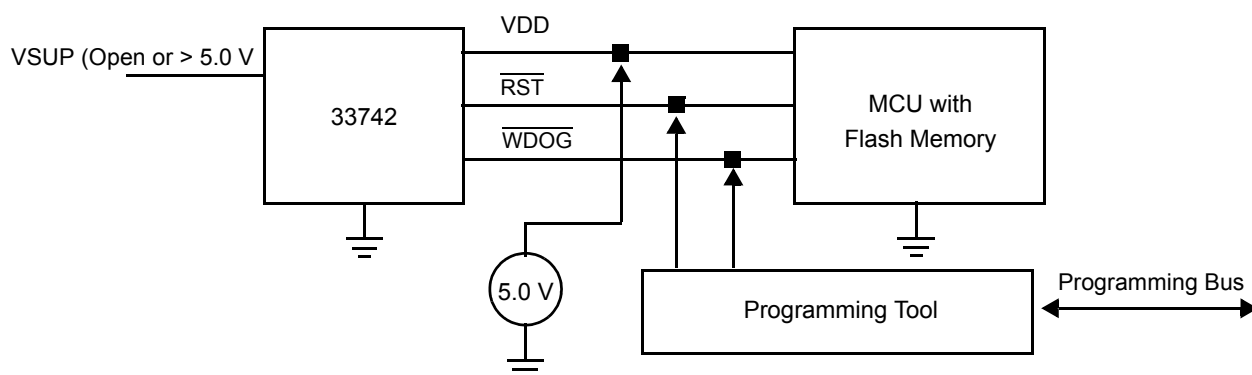 VDD
VSUP (Open or > 5.0 V
RST
33742
WDOG
MCU with
Flash Memory
5.0 V
Programming Tool
Programming Bus